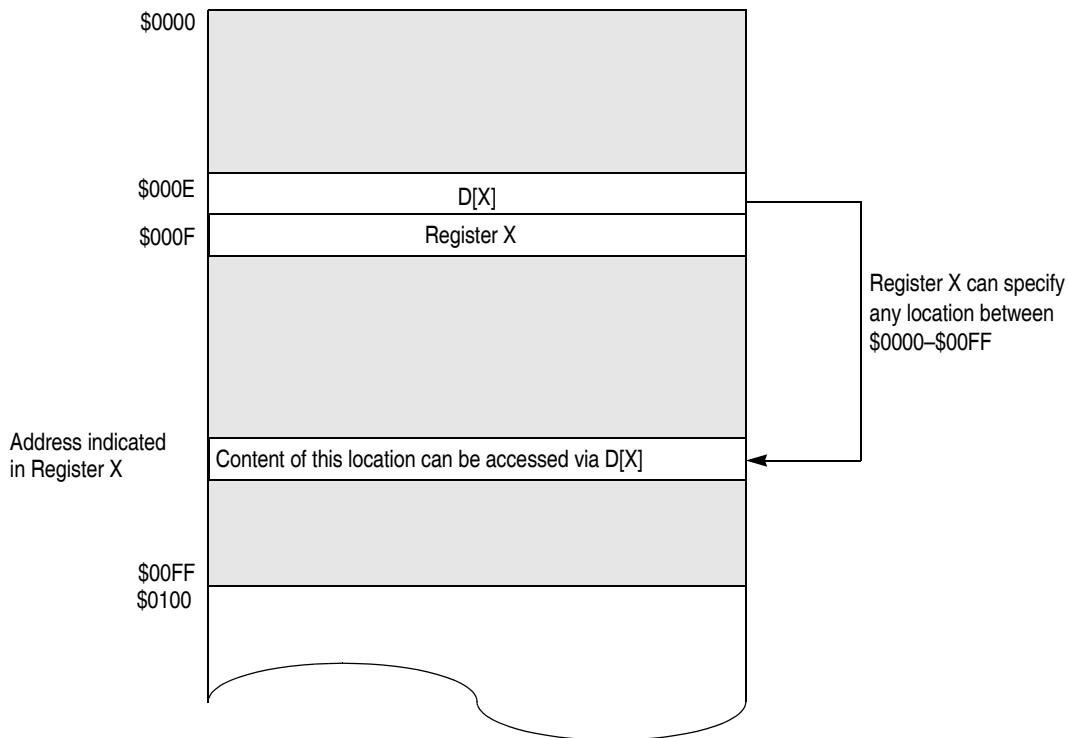 $0000
$000E
D[X]
$000F
Register X
Register X can specify
any location between
$0000–$00FF
Address indicated
in Register X
Content of this location can be accessed via D[X]
$00FF
$0100